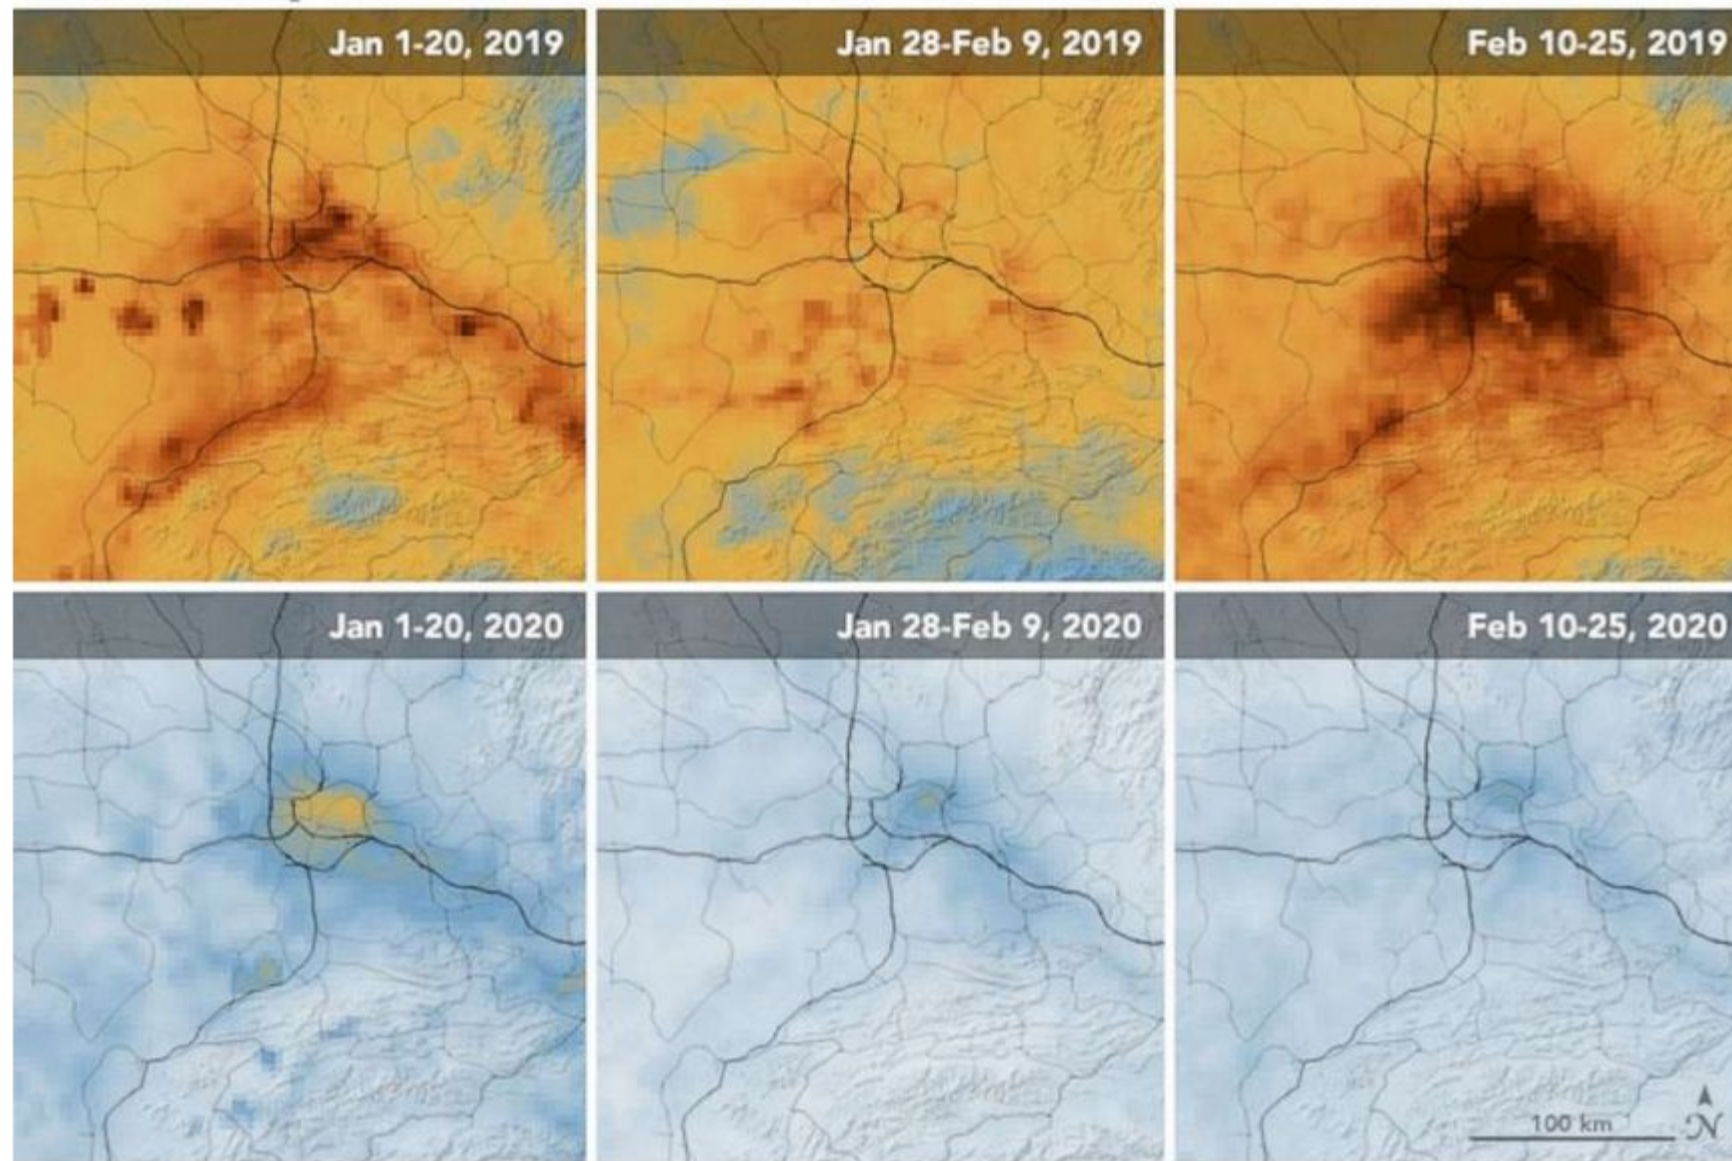 Jan 1-20, 2019
Jan 28-Feb 9, 2019
Feb 10-25, 2019
Jan 1-20, 2020
Jan 28-Feb 9, 2020
Feb 10-25, 2020
100 km
N